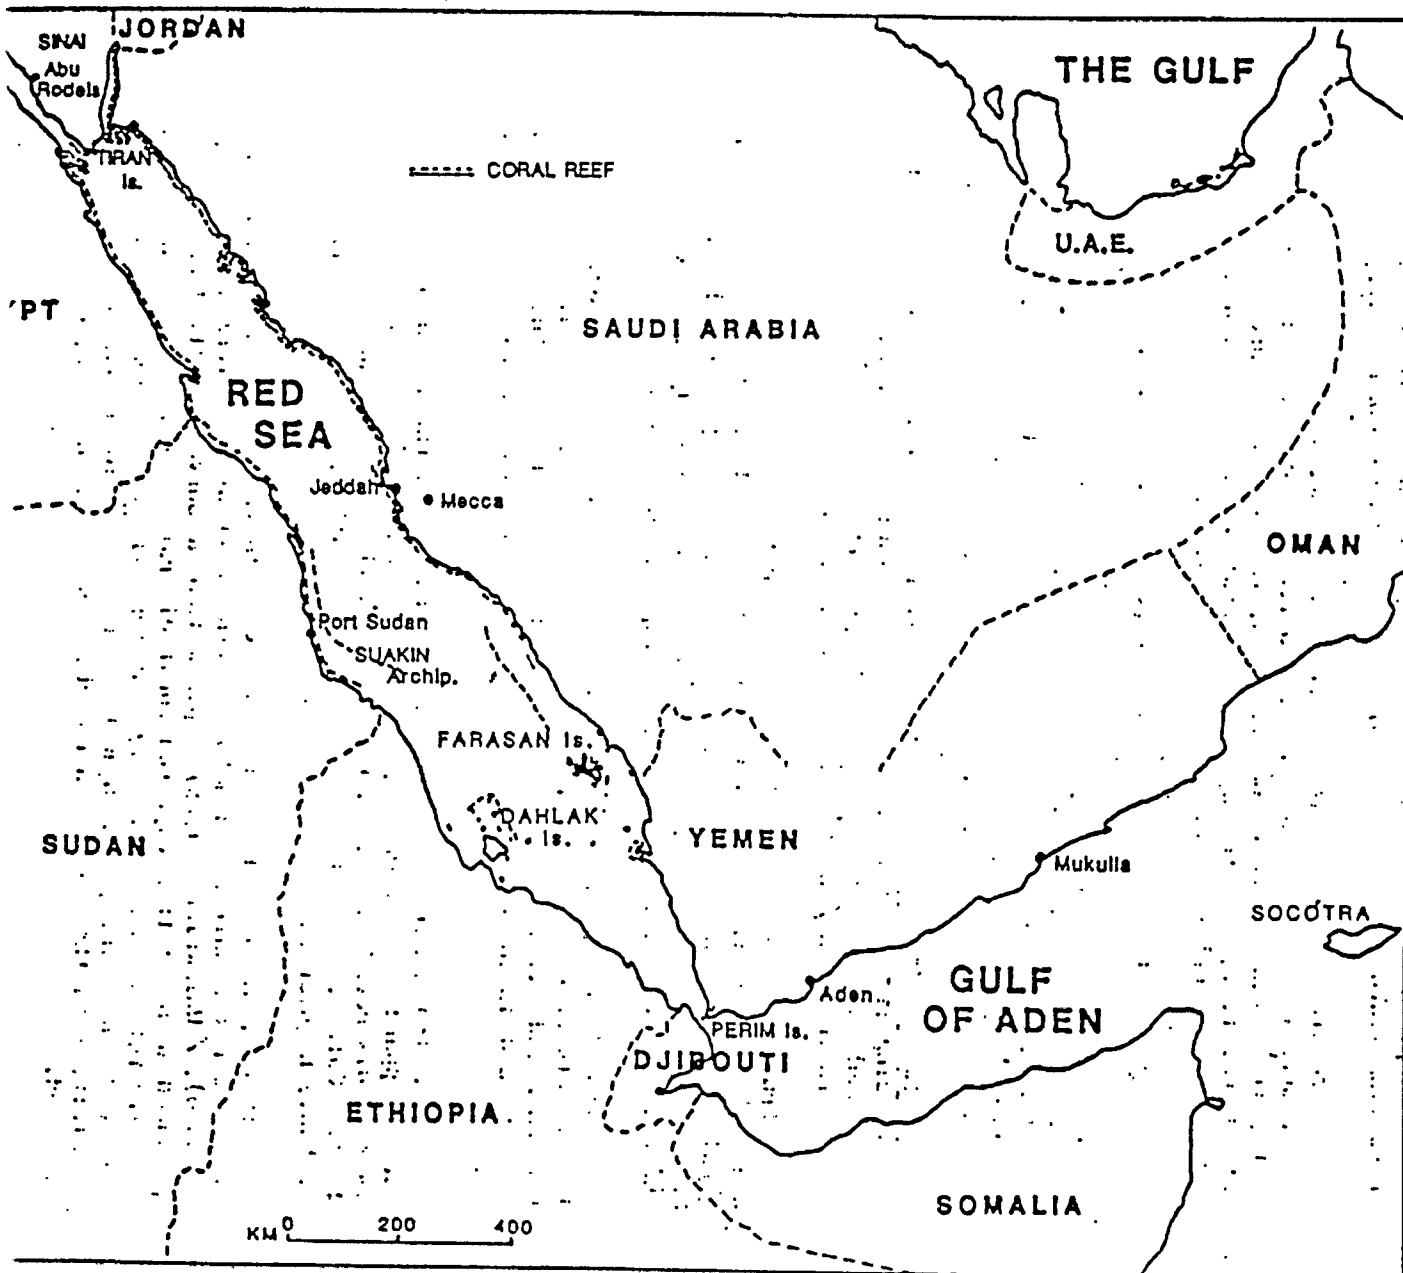 JORDAN
SINAI
Abu
Rodeis
THE GULF
TIRAN
Is.
CORAL REEF
U.A.E.
'PT
SAUDI ARABIA
RED
SEA
Jeddah
Mecca
OMAN
Port Sudan
SUAKIN
Archip.
FARASAN Is.
DAHLAK
Is.
SUDAN
YEMEN
Mukulla
SOCOTRA
GULF
OF ADEN
Aden
PERIM Is.
DJIBOUTI
ETHIOPIA
SOMALIA
KM 0 200 400